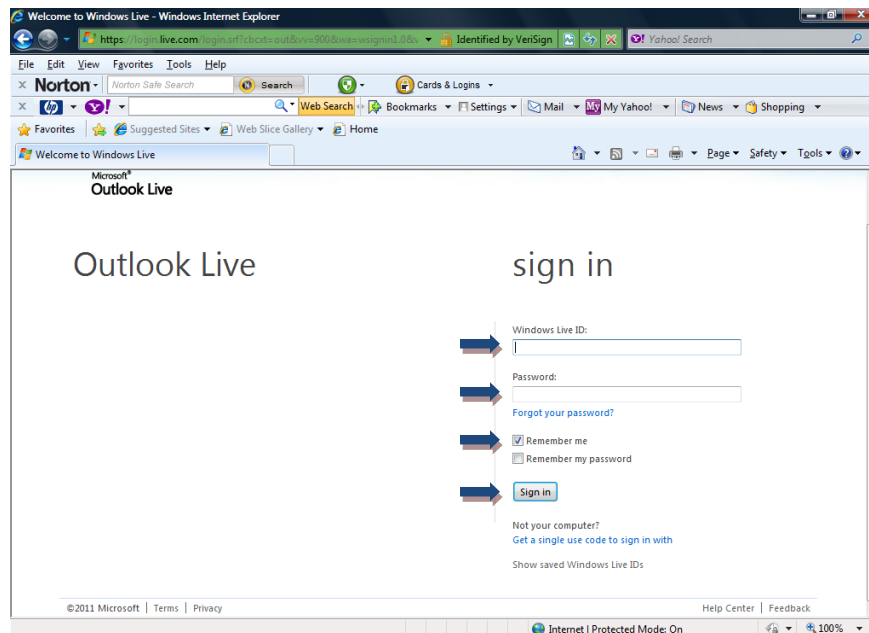 Welcome to Windows Live - Windows Internet Explorer
https://login.live.com/login.srf?cbcxt=out&vv=900&wa=wsignin1.0& Identified by VeriSign Yahoo! Search
File Edit View Favorites Tools Help
x Norton Norton Safe Search Search Cards & Logins
x hp Y! Web Search Bookmarks Settings Mail My Yahoo! News Shopping
Favorites Suggested Sites Web Slice Gallery Home
Welcome to Windows Live Page Safety Tools
Microsoft®
Outlook Live
Outlook Live sign in
Windows Live ID:
Password:
Forgot your password?
Remember me
Remember my password
Sign in
Not your computer?
Get a single use code to sign in with
Show saved Windows Live IDs
©2011 Microsoft | Terms | Privacy Help Center | Feedback
Internet | Protected Mode: On 100%